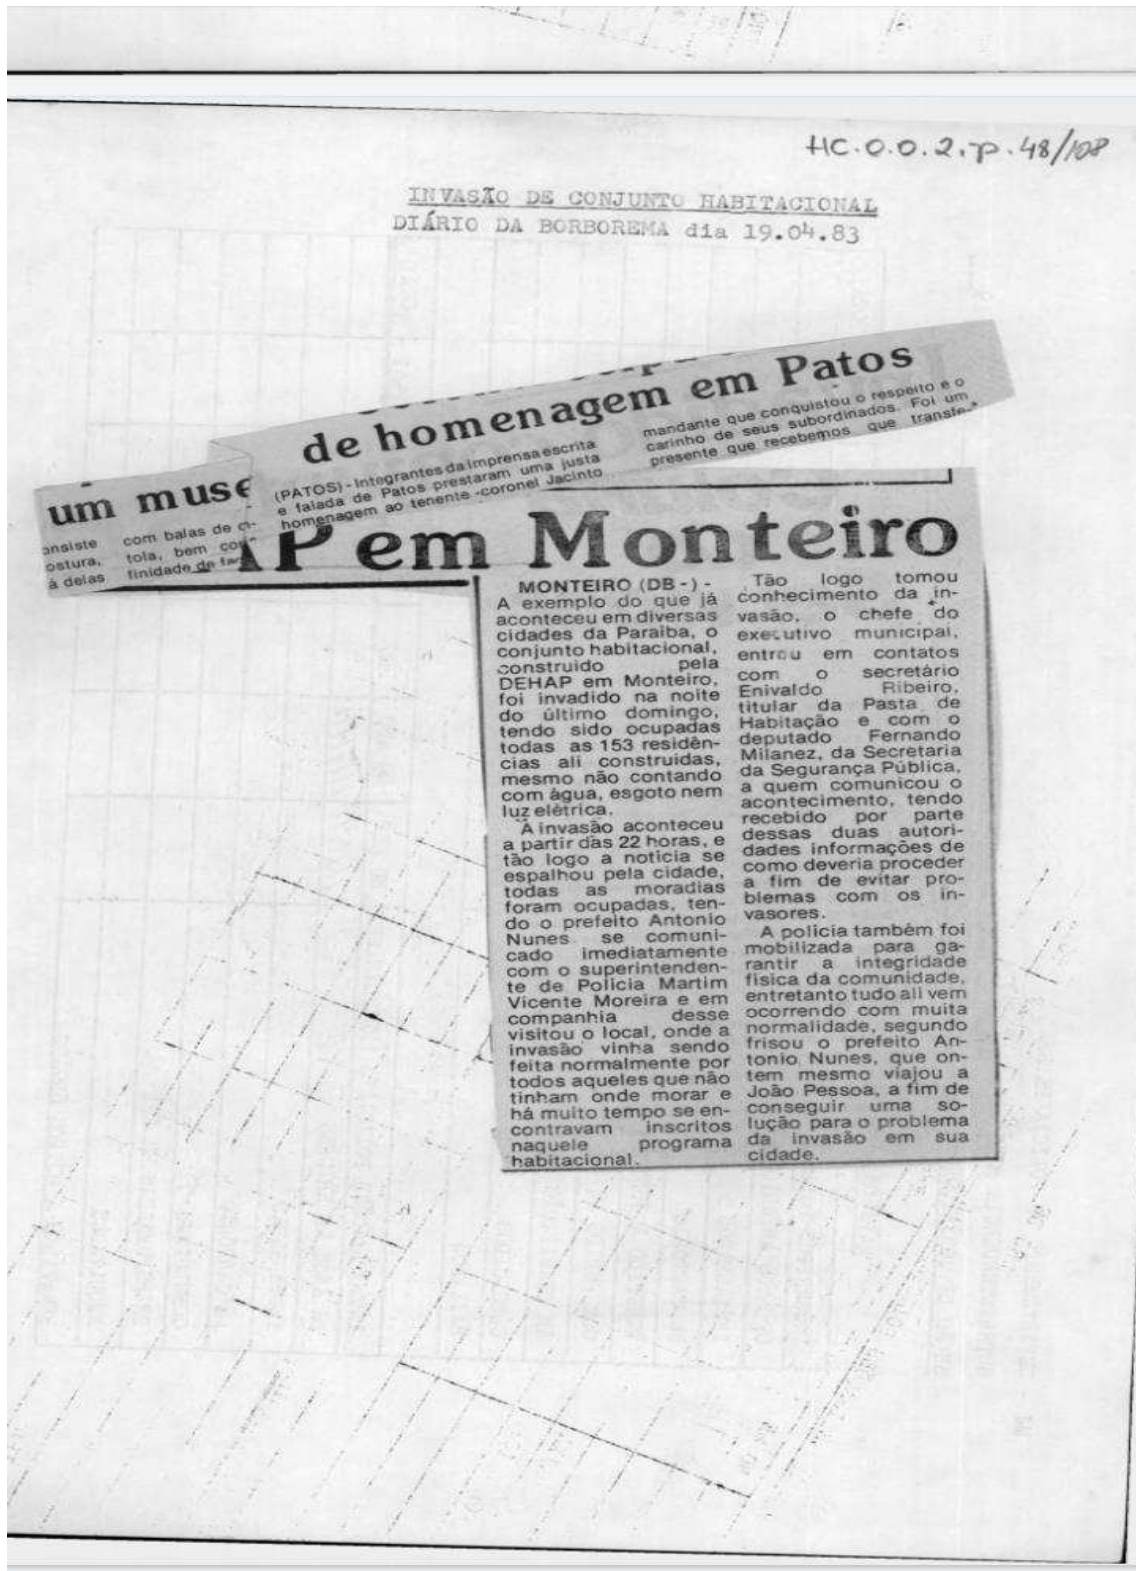 HC.0.0.2.p.48/108
INVASÃO DE CONJUNTO HABITACIONAL
DIÁRIO DA BORBOREMA dia 19.04.83
de homenagem em Patos
(PATOS) - Integrantes da imprensa escrita
e falada de Patos prestaram uma justa
homenagem ao tenente-coronel Jacinto
mandante que conquistou o respeito e o
carinho de seus subordinados. Foi um
presente que recebemos que transfe-
um muse
onsiste
ostura,
à delas
com balas de
tola, bem
finidade de
em Monteiro
MONTEIRO (DB -) -
A exemplo do que já
aconteceu em diversas
cidades da Paraíba, o
conjunto habitacional,
construido pela
DEHAP em Monteiro,
foi invadido na noite
do último domingo,
tendo sido ocupadas
todas as 153 residên-
cias ali construidas,
mesmo não contando
com água, esgoto nem
luz elétrica.
A invasão aconteceu
a partir das 22 horas, e
tão logo a notícia se
espalhou pela cidade,
todas as moradias
foram ocupadas, ten-
do o prefeito Antonio
Nunes se comuni-
cado imediatamente
com o superintenden-
te de Polícia Martim
Vicente Moreira e em
companhia desse
visitou o local, onde a
invasão vinha sendo
feita normalmente por
todos aqueles que não
tinham onde morar e
há muito tempo se en-
contravam inscritos
naquele programa
habitacional.
Tão logo tomou
conhecimento da in-
vasão, o chefe do
executivo municipal,
entrou em contatos
com o secretário
Enivaldo Ribeiro,
titular da Pasta de
Habitação e com o
deputado Fernando
Milanez, da Secretaria
da Segurança Pública,
a quem comunicou o
acontecimento, tendo
recebido por parte
dessas duas autori-
dades informações de
como deveria proceder
a fim de evitar pro-
blemas com os in-
vasores.
A polícia também foi
mobilizada para ga-
rantir a integridade
física da comunidade,
entretanto tudo ali vem
ocorrendo com muita
normalidade, segundo
frisou o prefeito An-
tonio Nunes, que on-
tem mesmo viajou a
João Pessoa, a fim de
conseguir uma so-
lução para o problema
da invasão em sua
cidade.